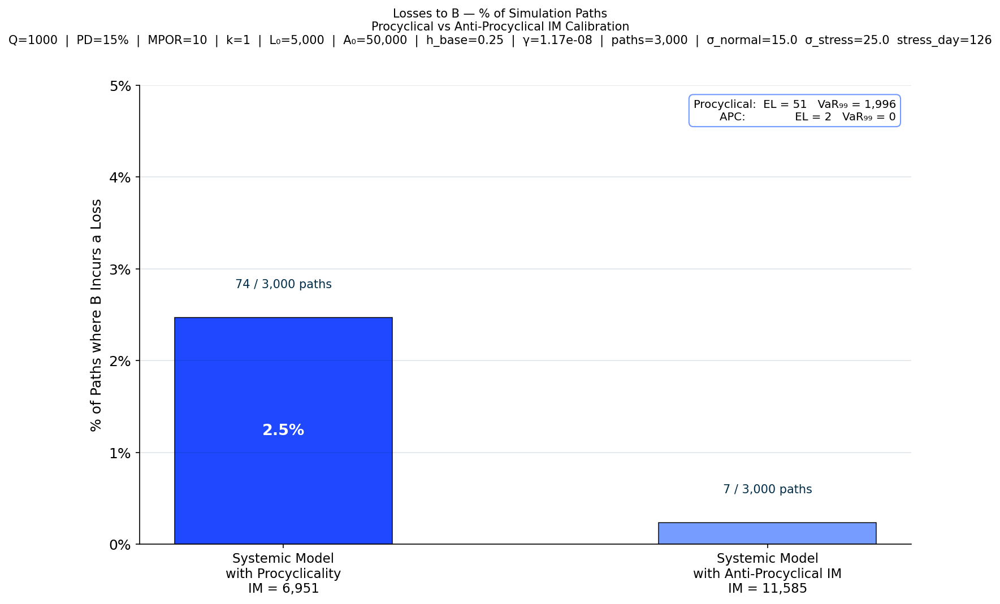 Losses to B — % of Simulation Paths
Procyclical vs Anti-Procyclical IM Calibration
Q=1000 | PD=15% | MPOR=10 | k=1 | L₀=5,000 | A₀=50,000 | h_base=0.25 | γ=1.17e-08 | paths=3,000 | σ_normal=15.0 σ_stress=25.0 stress_day=126
Procyclical: EL = 51 VaR₉₉ = 1,996
APC: EL = 2 VaR₉₉ = 0
% of Paths where B Incurs a Loss
5%
4%
3%
2%
1%
0%
74 / 3,000 paths
2.5%
7 / 3,000 paths
Systemic Model
with Procyclicality
IM = 6,951
Systemic Model
with Anti-Procyclical IM
IM = 11,585